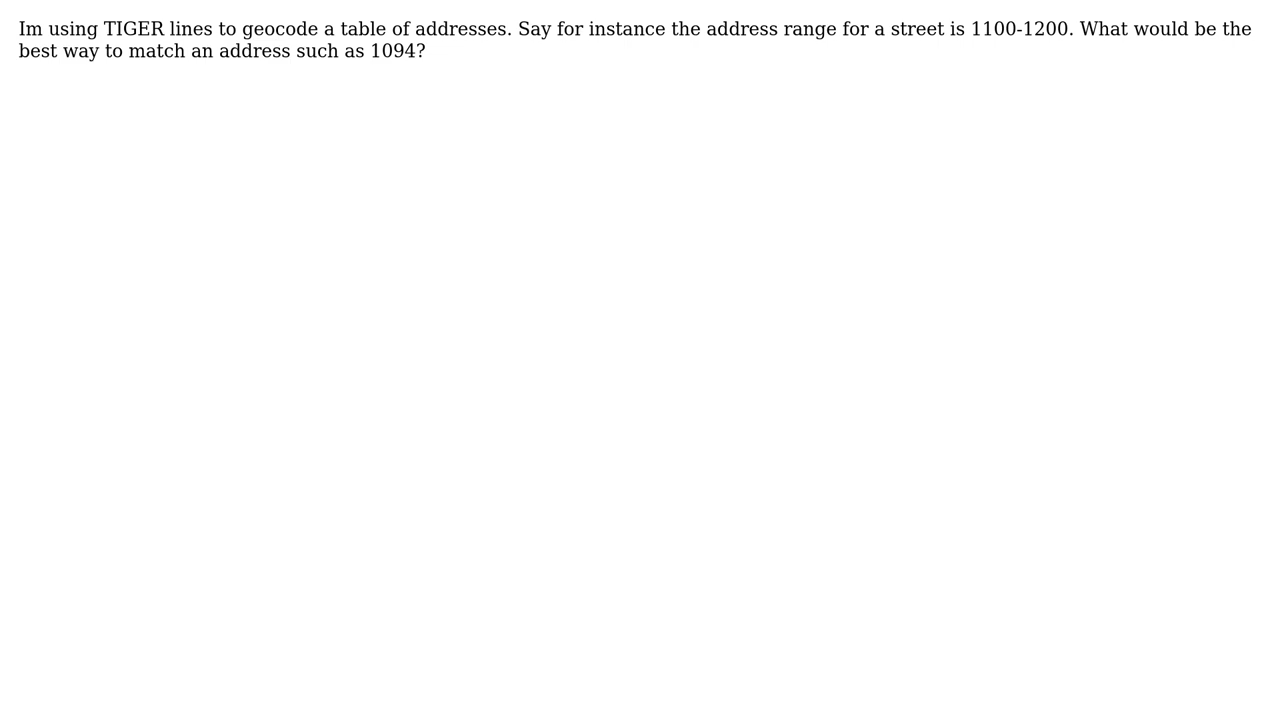 Im using TIGER lines to geocode a table of addresses. Say for instance the address range for a street is 1100-1200. What would be the
best way to match an address such as 1094?